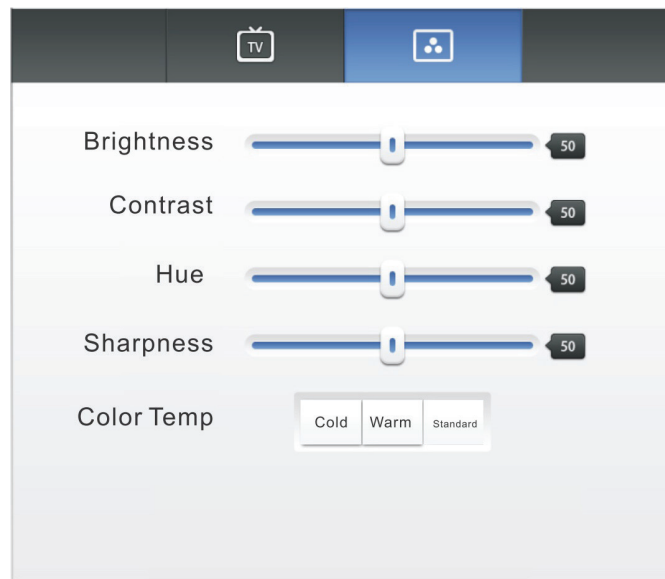 TV
Brightness 50
Contrast 50
Hue 50
Sharpness 50
Color Temp Cold Warm Standard